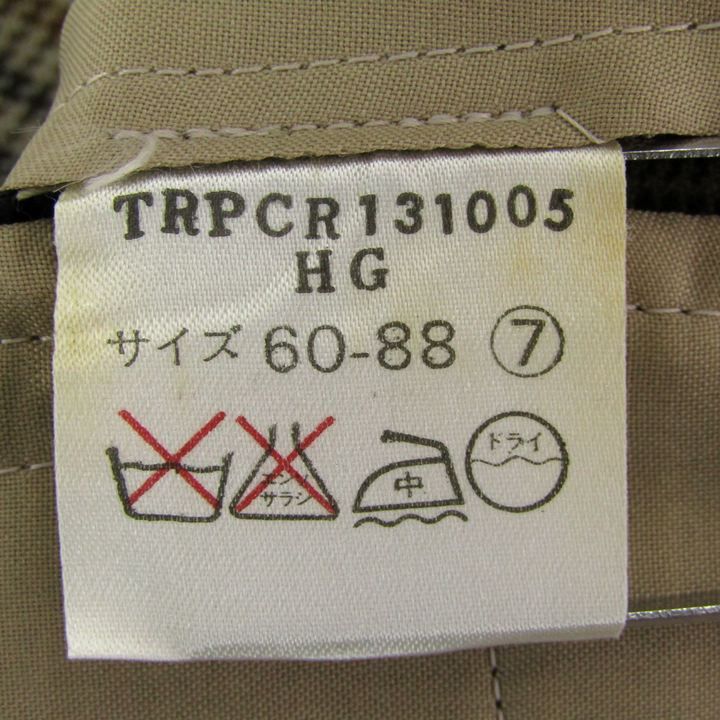 TRPCR131005
HG
サイズ 60-88 ⑦
エンソ
サラシ
中
ドライ